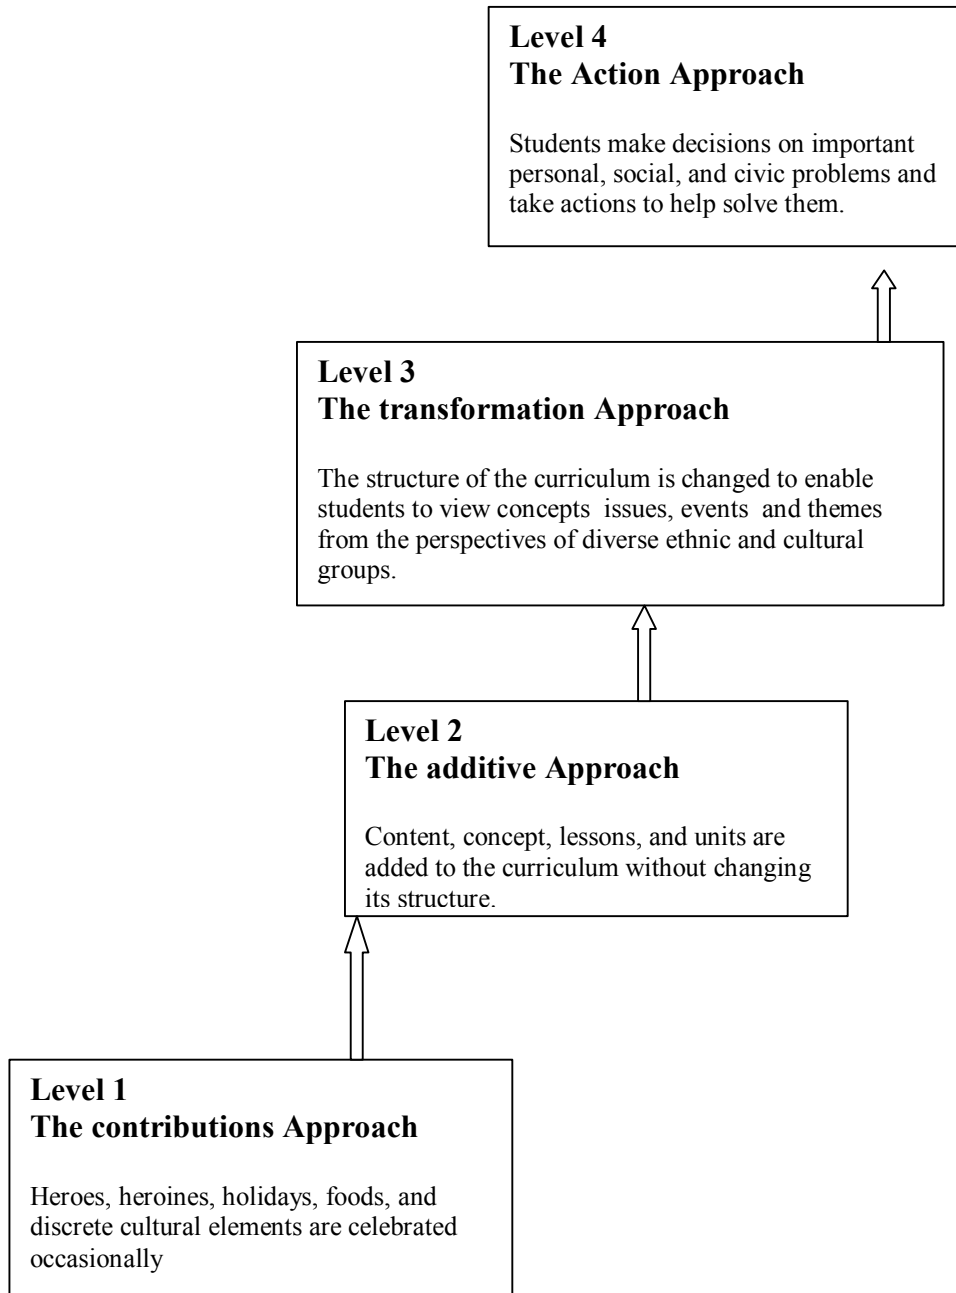 Level 4
The Action Approach
Students make decisions on important
personal, social, and civic problems and
take actions to help solve them.
Level 3
The transformation Approach
The structure of the curriculum is changed to enable
students to view concepts  issues, events  and themes
from the perspectives of diverse ethnic and cultural
groups.
Level 2
The additive Approach
Content, concept, lessons, and units are
added to the curriculum without changing
its structure.
Level 1
The contributions Approach
Heroes, heroines, holidays, foods, and
discrete cultural elements are celebrated
occasionally